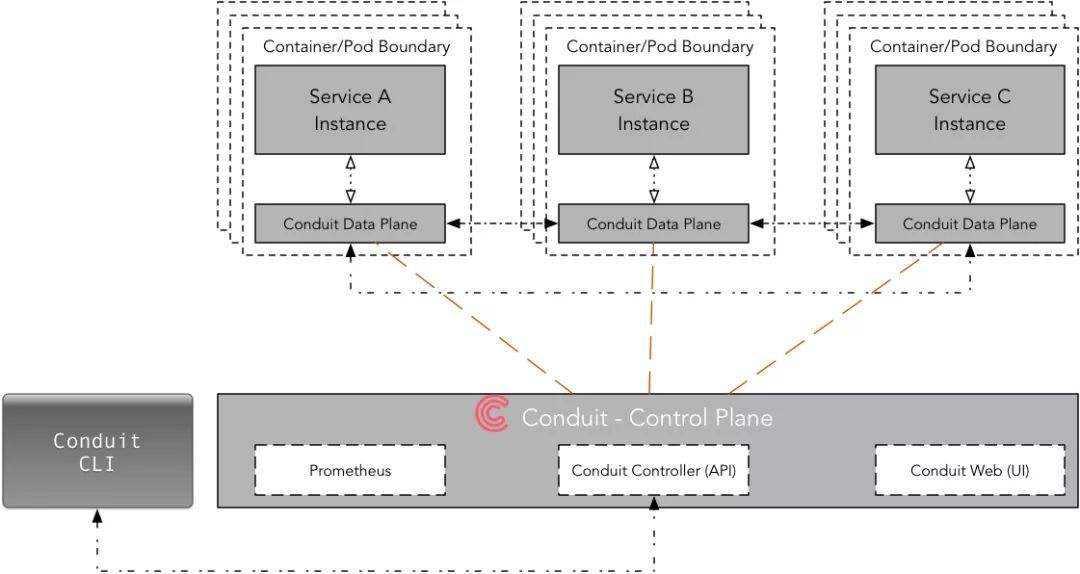 Container/Pod Boundary
Container/Pod Boundary
Container/Pod Boundary
Service A
Instance
Service B
Instance
Service C
Instance
Conduit Data Plane
Conduit Data Plane
Conduit Data Plane
Conduit - Control Plane
Conduit
CLI
Prometheus
Conduit Controller (API)
Conduit Web (UI)